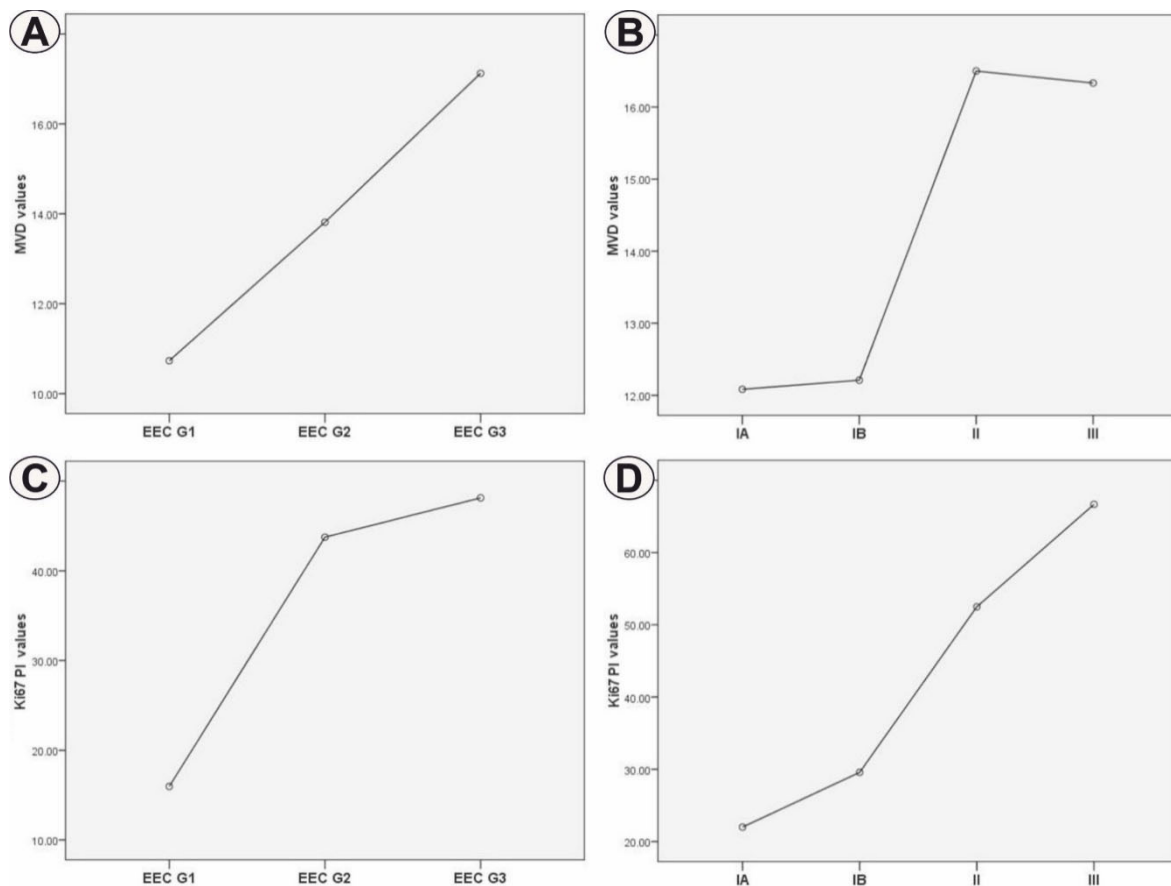 A
MVD values
16.00
14.00
12.00
10.00
EEC G1 EEC G2 EEC G3
B
MVD values
16.00
15.00
14.00
13.00
12.00
IA IB II III
C
Ki67 PI values
40.00
30.00
20.00
10.00
EEC G1 EEC G2 EEC G3
D
Ki67 PI values
60.00
50.00
40.00
30.00
20.00
IA IB II III